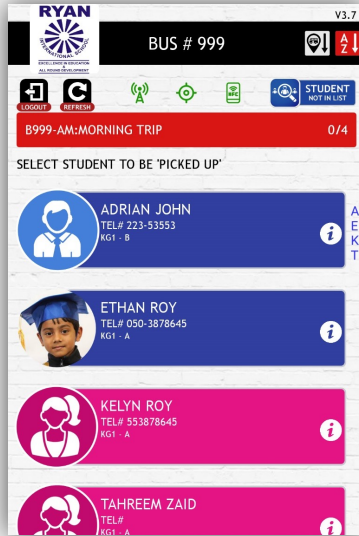 RYAN
INTERNATIONAL SCHOOL
EXCELLENCE IN EDUCATION
&
ALL ROUND DEVELOPMENT
V3.7
BUS # 999
A
Z
LOGOUT
REFRESH
NFC
STUDENT
NOT IN LIST
B999-AM:MORNING TRIP 0/4
SELECT STUDENT TO BE 'PICKED UP'
ADRIAN JOHN
TEL# 223-53553
KG1 - B
i
ETHAN ROY
TEL# 050-3878645
KG1 - A
i
KELYN ROY
TEL# 553878645
KG1 - A
i
TAHREEM ZAID
TEL#
KG1 - A
i
A
E
K
T